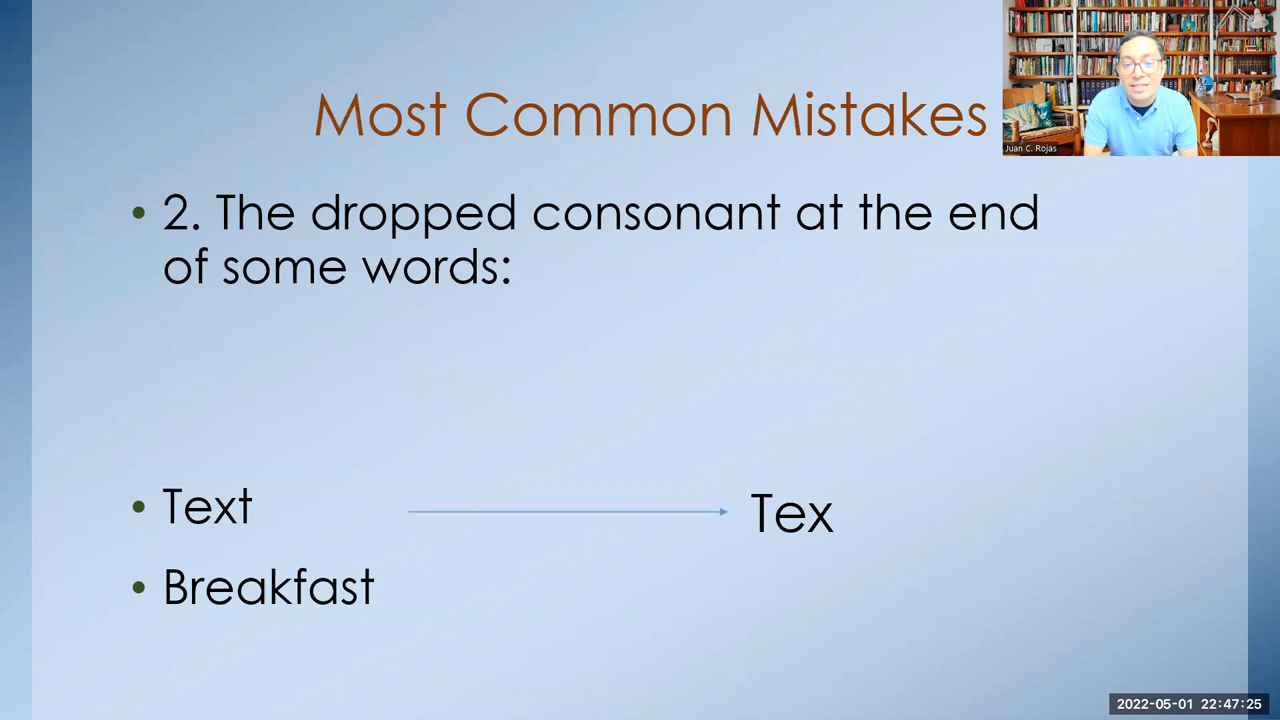 Most Common Mistakes
Juan C. Rojas
• 2. The dropped consonant at the end
of some words:
• Text
Tex
• Breakfast
2022-05-01 22:47:25